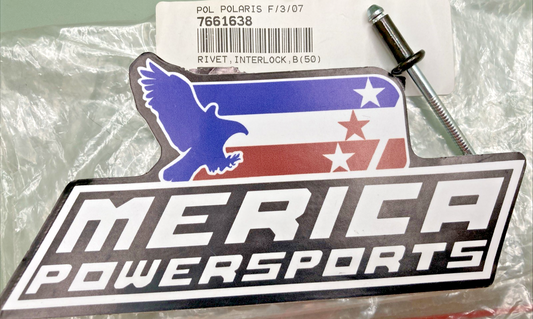 POL POLARIS F/3/07
7661638
RIVET,INTERLOCK,B(50)
MERICA
POWERSPORTS